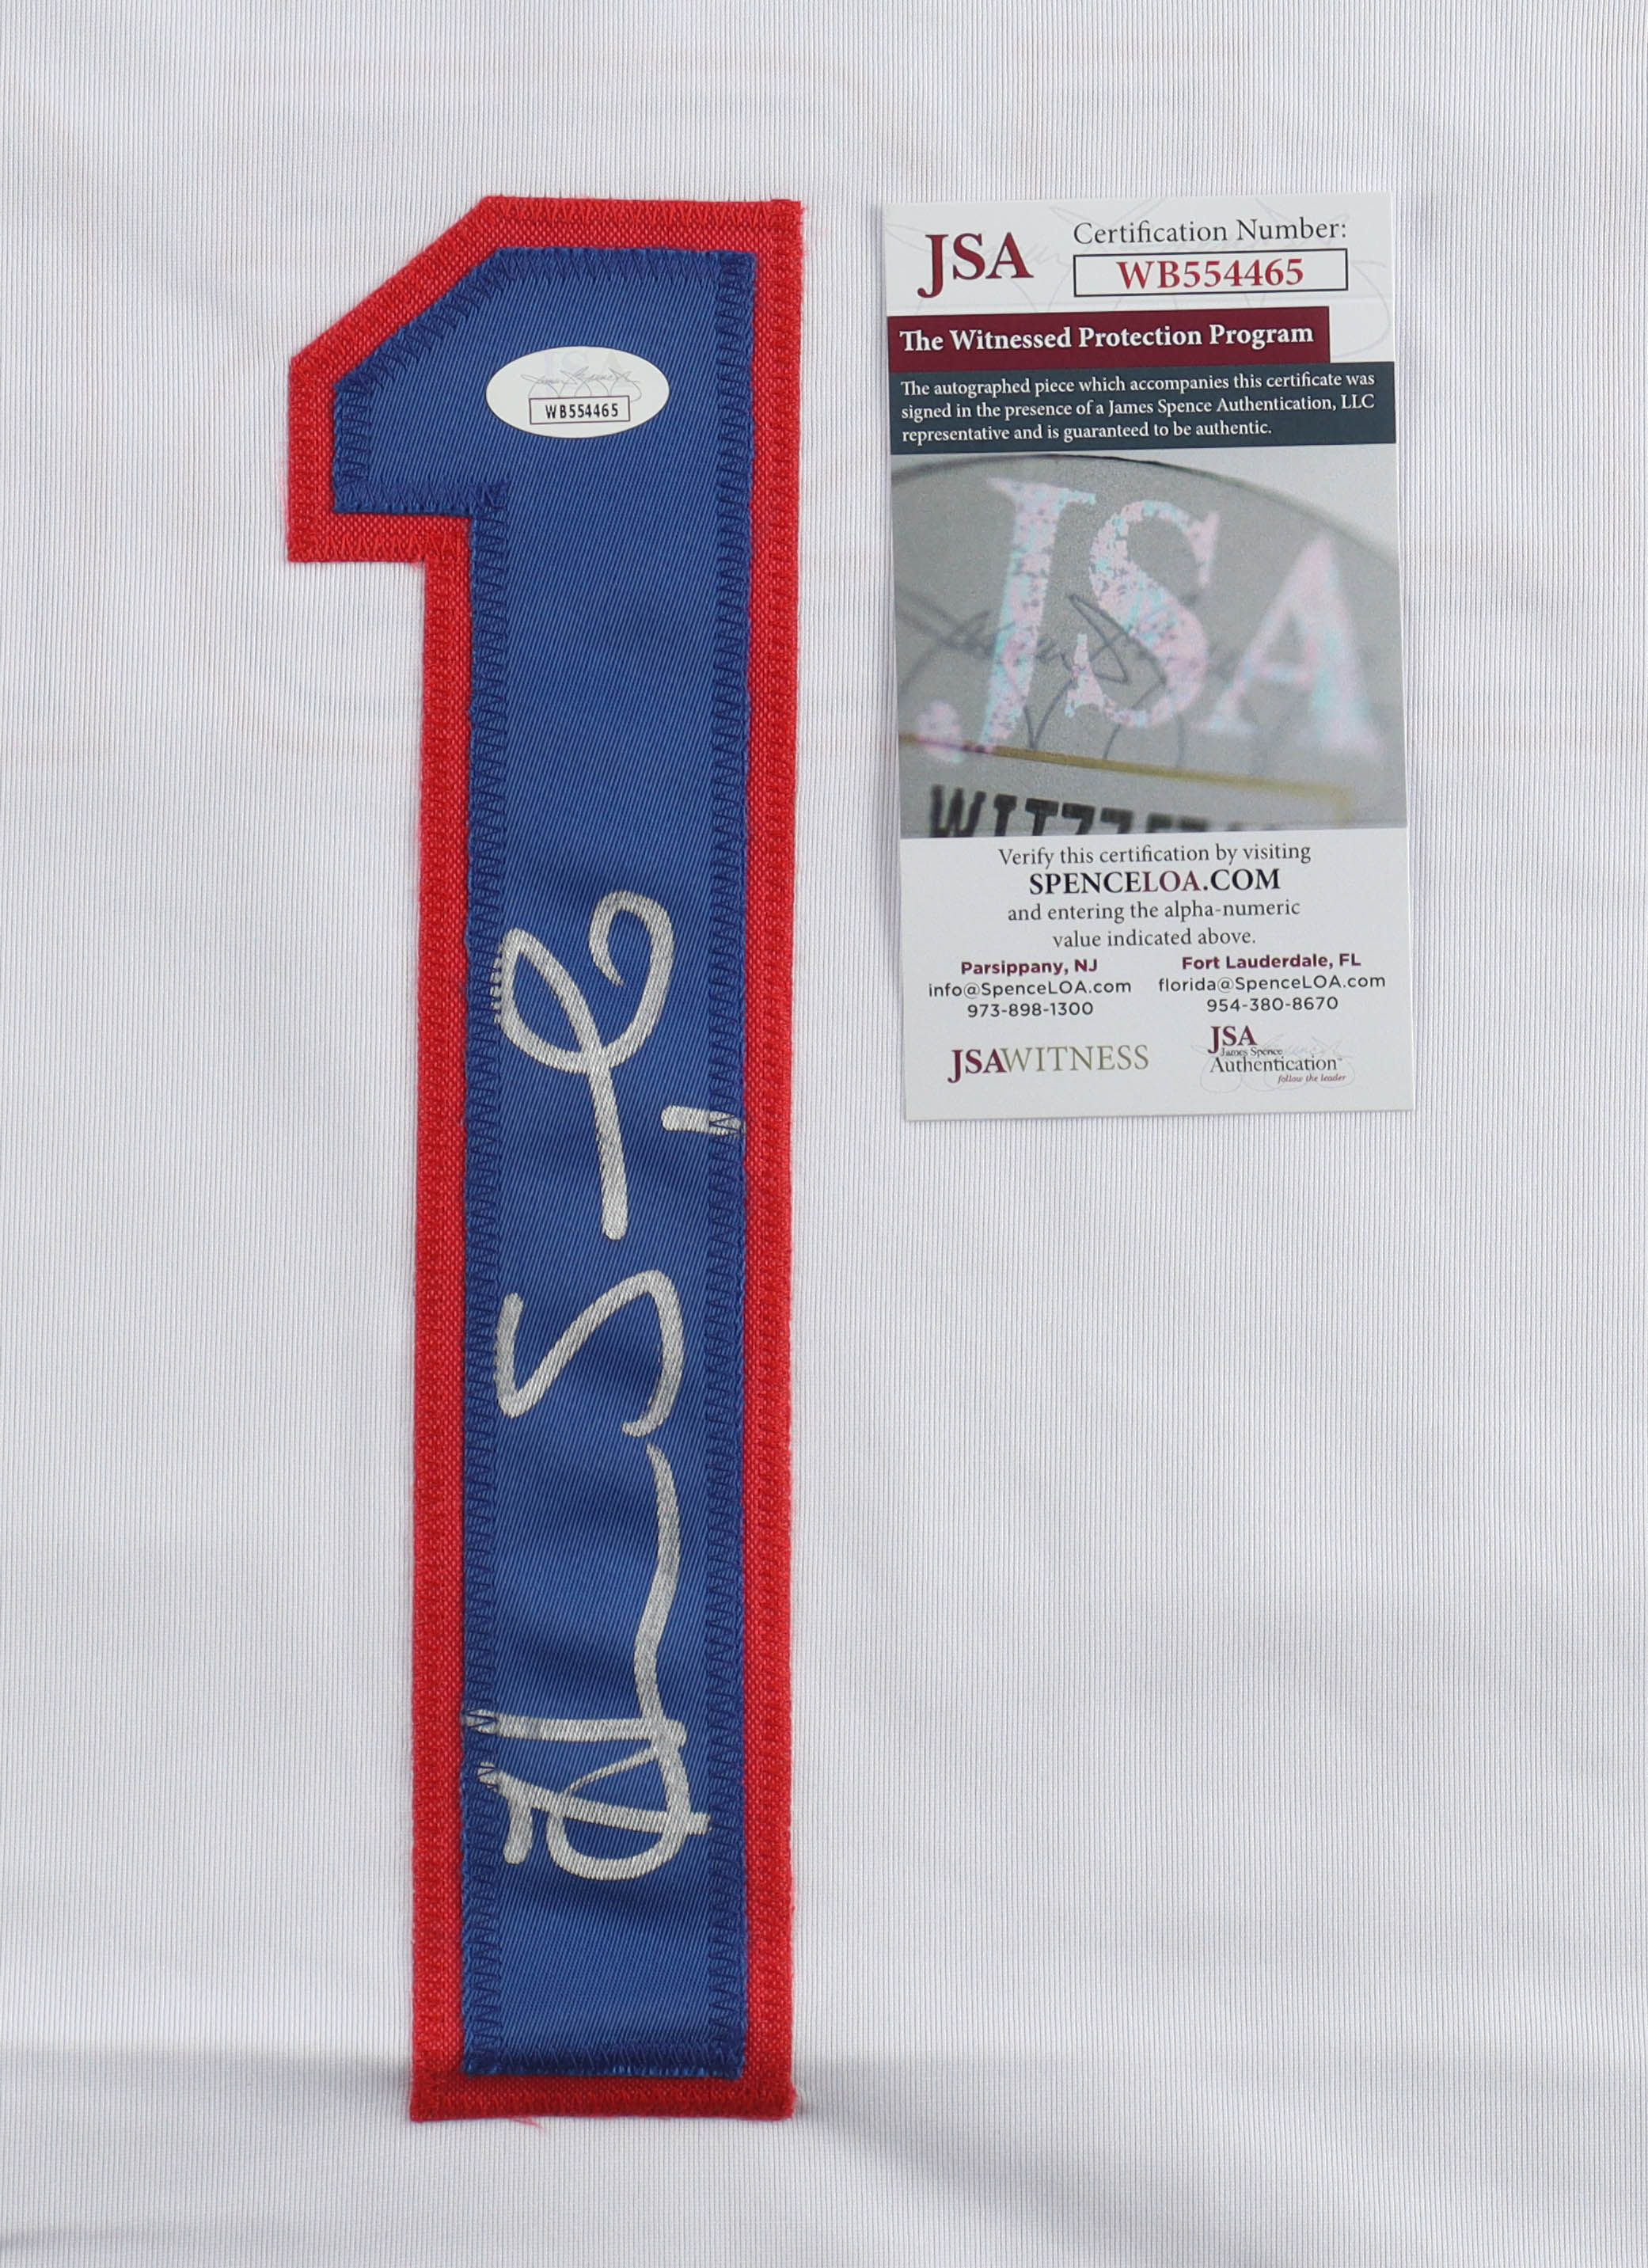 1
WB554465
JSA
Certification Number:
WB554465
The Witnessed Protection Program
The autographed piece which accompanies this certificate was
signed in the presence of a James Spence Authentication, LLC
representative and is guaranteed to be authentic.
JSA
Verify this certification by visiting
SPENCELOA.COM
and entering the alpha-numeric
value indicated above.
Parsippany, NJ
info@SpenceLOA.com
973-898-1300
Fort Lauderdale, FL
florida@SpenceLOA.com
954-380-8670
JSAWITNESS
JSA
James Spence
Authentication
follow the leader